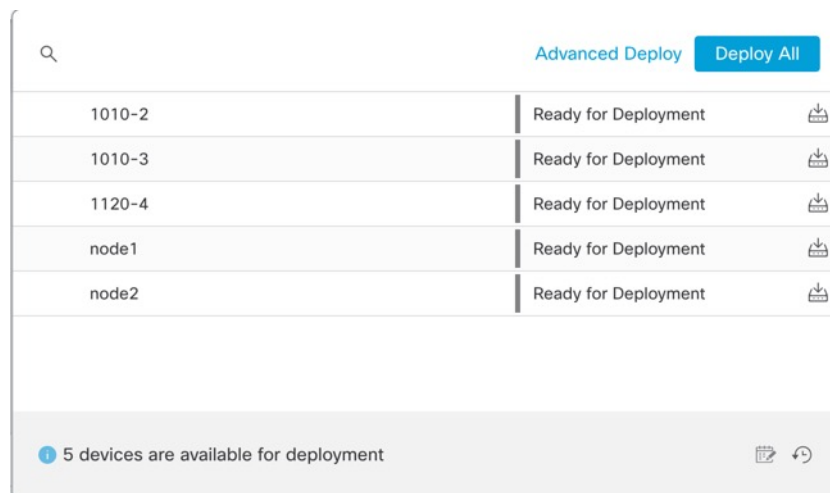 Advanced Deploy Deploy All
1010-2 Ready for Deployment
1010-3 Ready for Deployment
1120-4 Ready for Deployment
node1 Ready for Deployment
node2 Ready for Deployment
5 devices are available for deployment